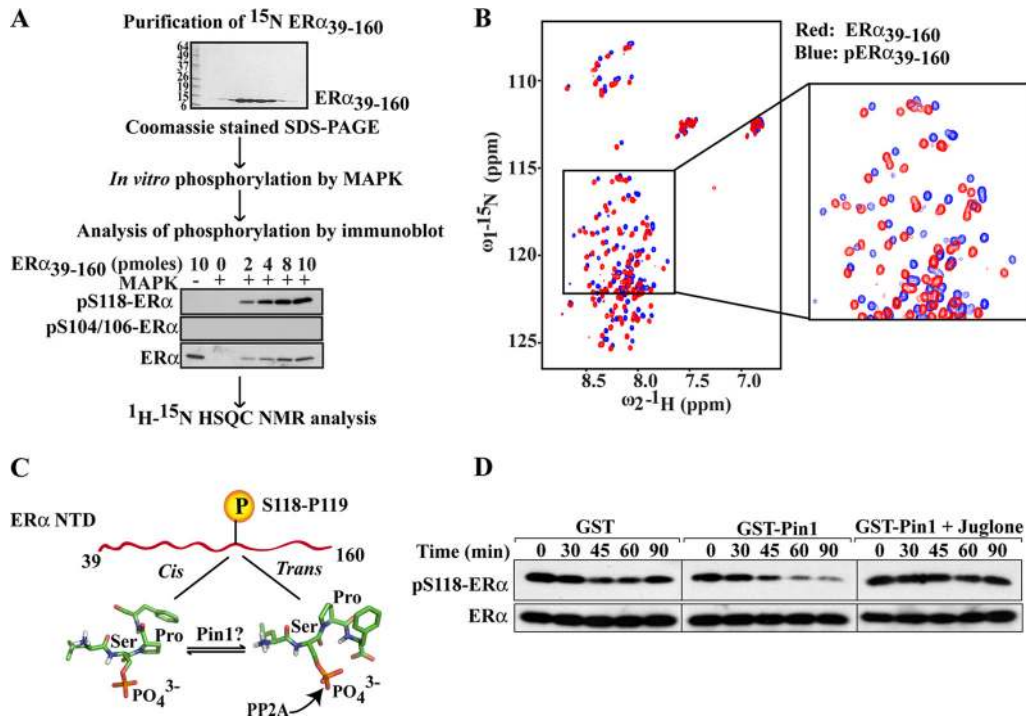 A
Purification of 15N ERα39-160
64
49
37
26
19
15
6
ERα39-160
Coomassie stained SDS-PAGE
In vitro phosphorylation by MAPK
Analysis of phosphorylation by immunoblot
ERα39-160 (pmoles) 10 0 2 4 8 10
MAPK - + + + + +
pS118-ERα
pS104/106-ERα
ERα
1H-15N HSQC NMR analysis
B
Red: ERα39-160
Blue: pERα39-160
110
115
120
125
ω1-15N (ppm)
8.5 8.0 7.5 7.0
ω2-1H (ppm)
C
P S118-P119
ERα NTD
39 160
Cis Trans
Pro
Ser Pro Pin1? Ser
PO43- PO43-
PP2A
D
GST GST-Pin1 GST-Pin1 + Juglone
Time (min) 0 30 45 60 90 0 30 45 60 90 0 30 45 60 90
pS118-ERα
ERα